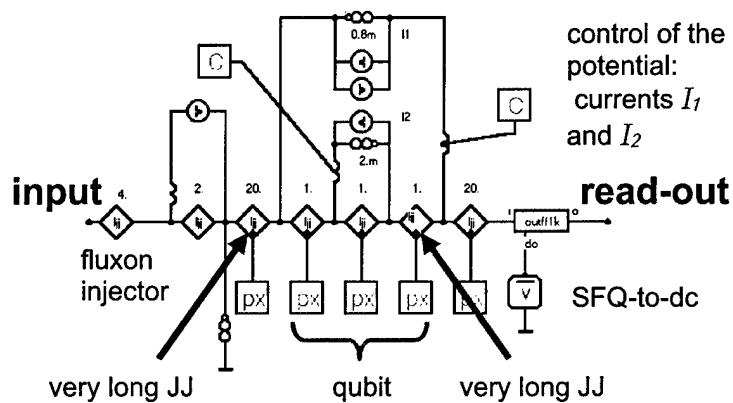 0.8m
I1
control of the
potential:
currents I₁
and I₂
C
C
I2
2.m
input
read-out
4.
2.
20.
1.
1.
1.
20.
ljj
ljj
ljj
ljj
ljj
ljj
ljj
i
outff1k
o
do
fluxon
injector
px
px
px
px
px
V
SFQ-to-dc
very long JJ
qubit
very long JJ